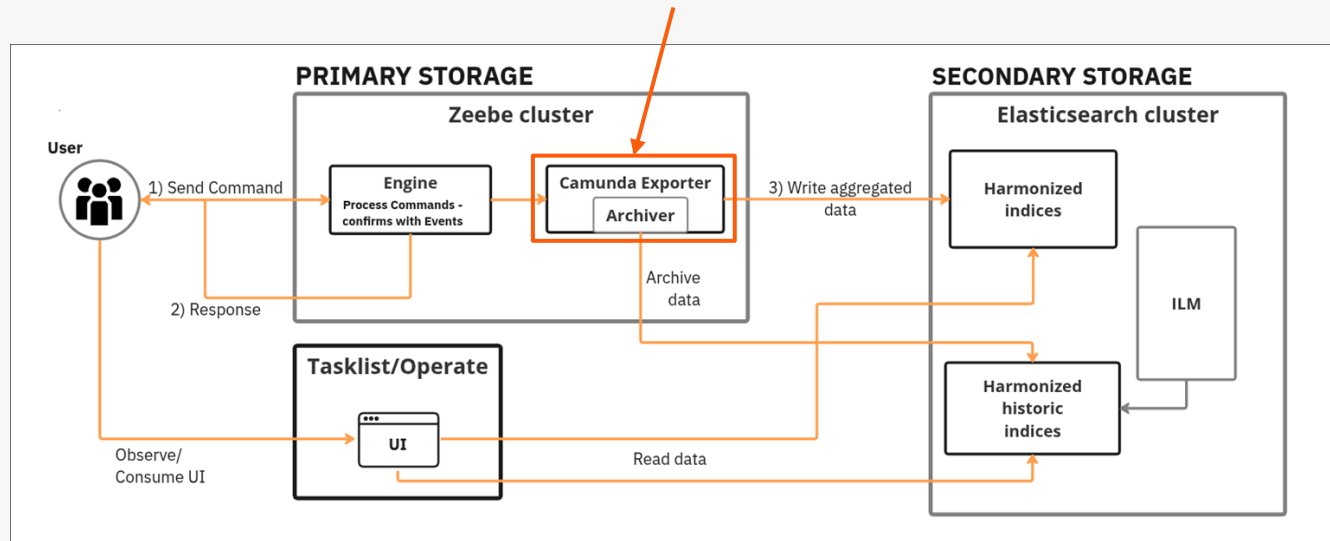 PRIMARY STORAGE
SECONDARY STORAGE
Zeebe cluster
Elasticsearch cluster
User
1) Send Command
Engine
Process Commands -
confirms with Events
Camunda Exporter
Archiver
3) Write aggregated
data
Harmonized
indices
Archive
data
2) Response
ILM
Tasklist/Operate
UI
Harmonized
historic
indices
Observe/
Consume UI
Read data